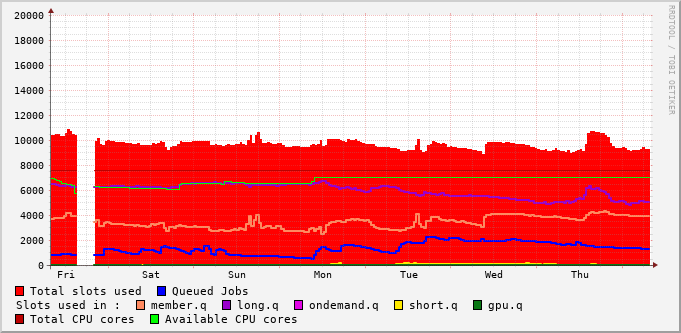 20000
18000
16000
14000
12000
10000
8000
6000
4000
2000
0
Fri Sat Sun Mon Tue Wed Thu
RRDTOOL / TOBI OETIKER
Total slots used Queued Jobs
Slots used in : member.q long.q ondemand.q short.q gpu.q
Total CPU cores Available CPU cores